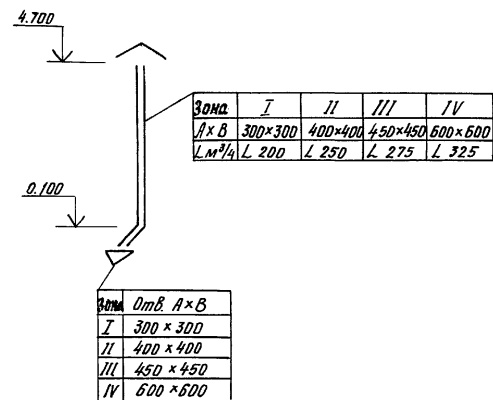 4.700
Зона I II III IV
А×В 300×300 400×400 450×450 600×600
L м³/ч L 200 L 250 L 275 L 325
0.100
Зона Отв. А×В
I 300 × 300
II 400 × 400
III 450 × 450
IV 600 × 600